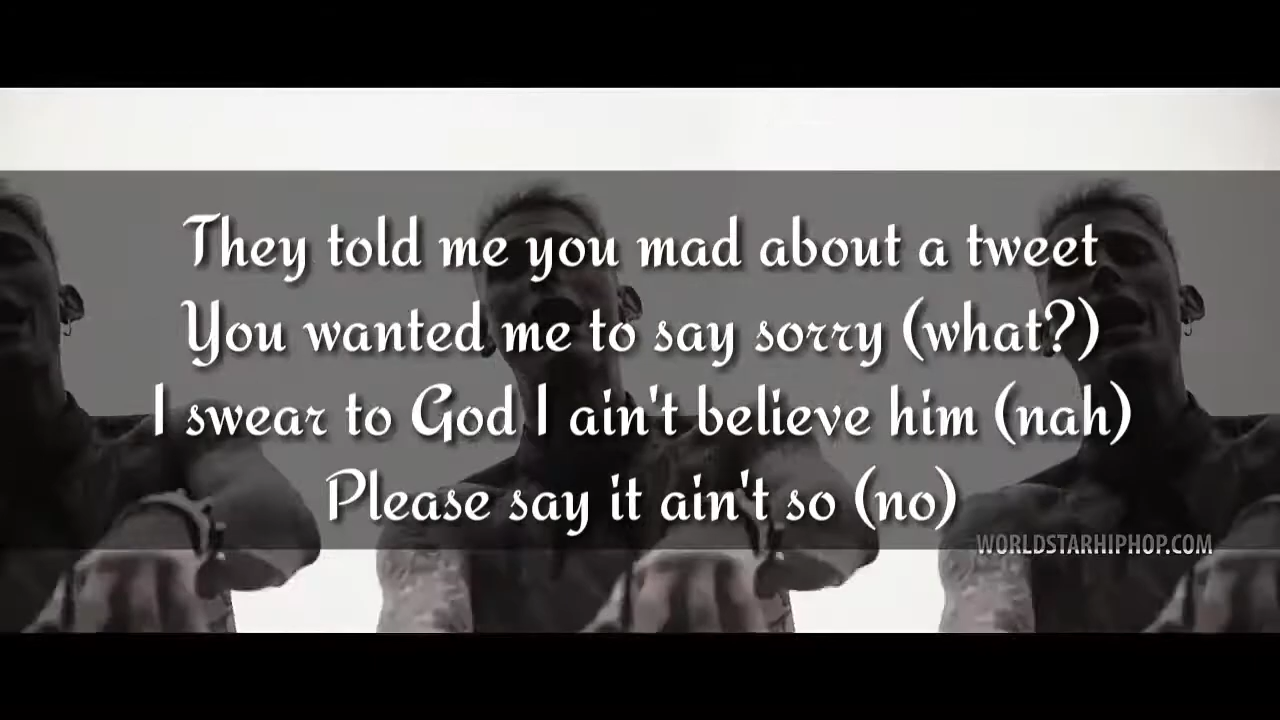 They told me you mad about a tweet
You wanted me to say sorry (what?)
I swear to God I ain't believe him (nah)
Please say it ain't so (no)
WORLDSTARHIPHOP.COM